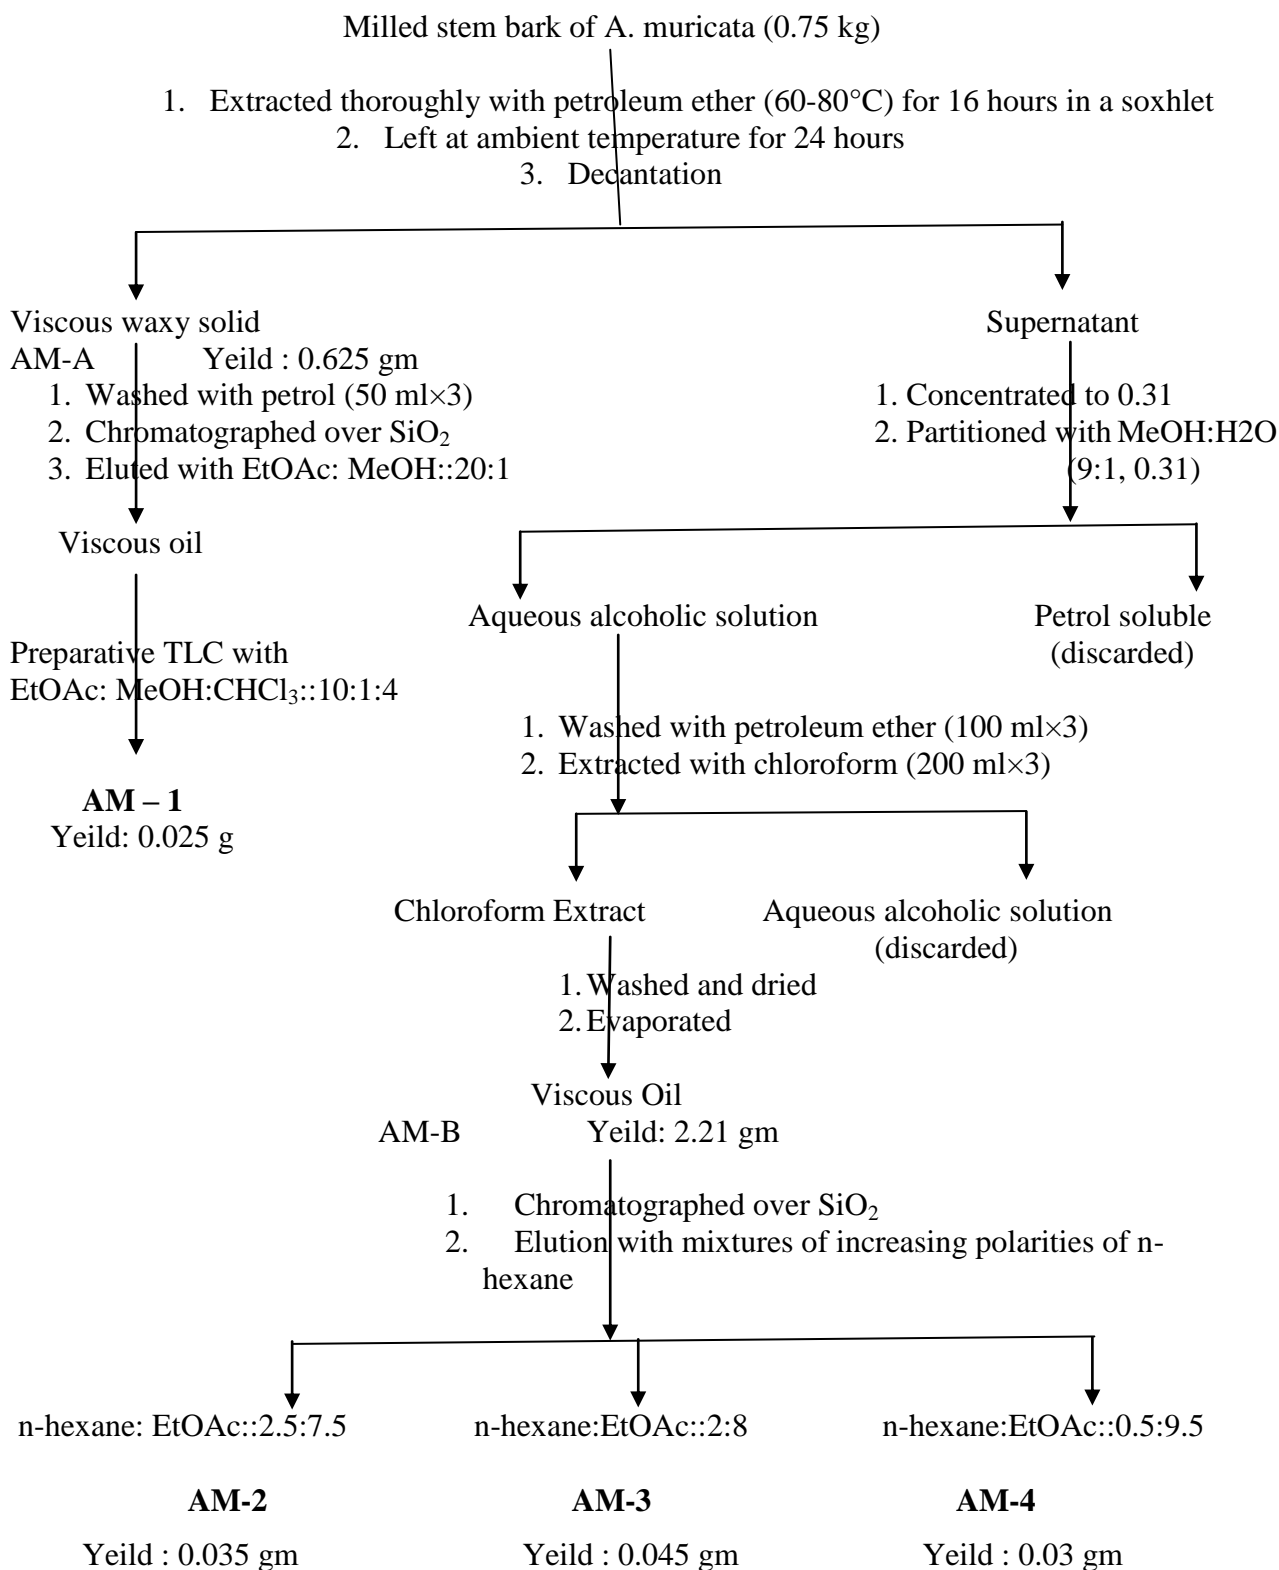 Milled stem bark of A. muricata (0.75 kg)
1. Extracted thoroughly with petroleum ether (60-80°C) for 16 hours in a soxhlet
2. Left at ambient temperature for 24 hours
3. Decantation
Viscous waxy solid
AM-A Yeild : 0.625 gm
1. Washed with petrol (50 ml×3)
2. Chromatographed over SiO₂
3. Eluted with EtOAc: MeOH::20:1
Viscous oil
Preparative TLC with
EtOAc: MeOH:CHCl₃::10:1:4
AM – 1
Yeild: 0.025 g
Supernatant
1. Concentrated to 0.31
2. Partitioned with MeOH:H2O
(9:1, 0.31)
Aqueous alcoholic solution
Petrol soluble
(discarded)
1. Washed with petroleum ether (100 ml×3)
2. Extracted with chloroform (200 ml×3)
Chloroform Extract
Aqueous alcoholic solution
(discarded)
1. Washed and dried
2. Evaporated
Viscous Oil
AM-B Yeild: 2.21 gm
1. Chromatographed over SiO₂
2. Elution with mixtures of increasing polarities of n-
hexane
n-hexane: EtOAc::2.5:7.5
AM-2
Yeild : 0.035 gm
n-hexane:EtOAc::2:8
AM-3
Yeild : 0.045 gm
n-hexane:EtOAc::0.5:9.5
AM-4
Yeild : 0.03 gm